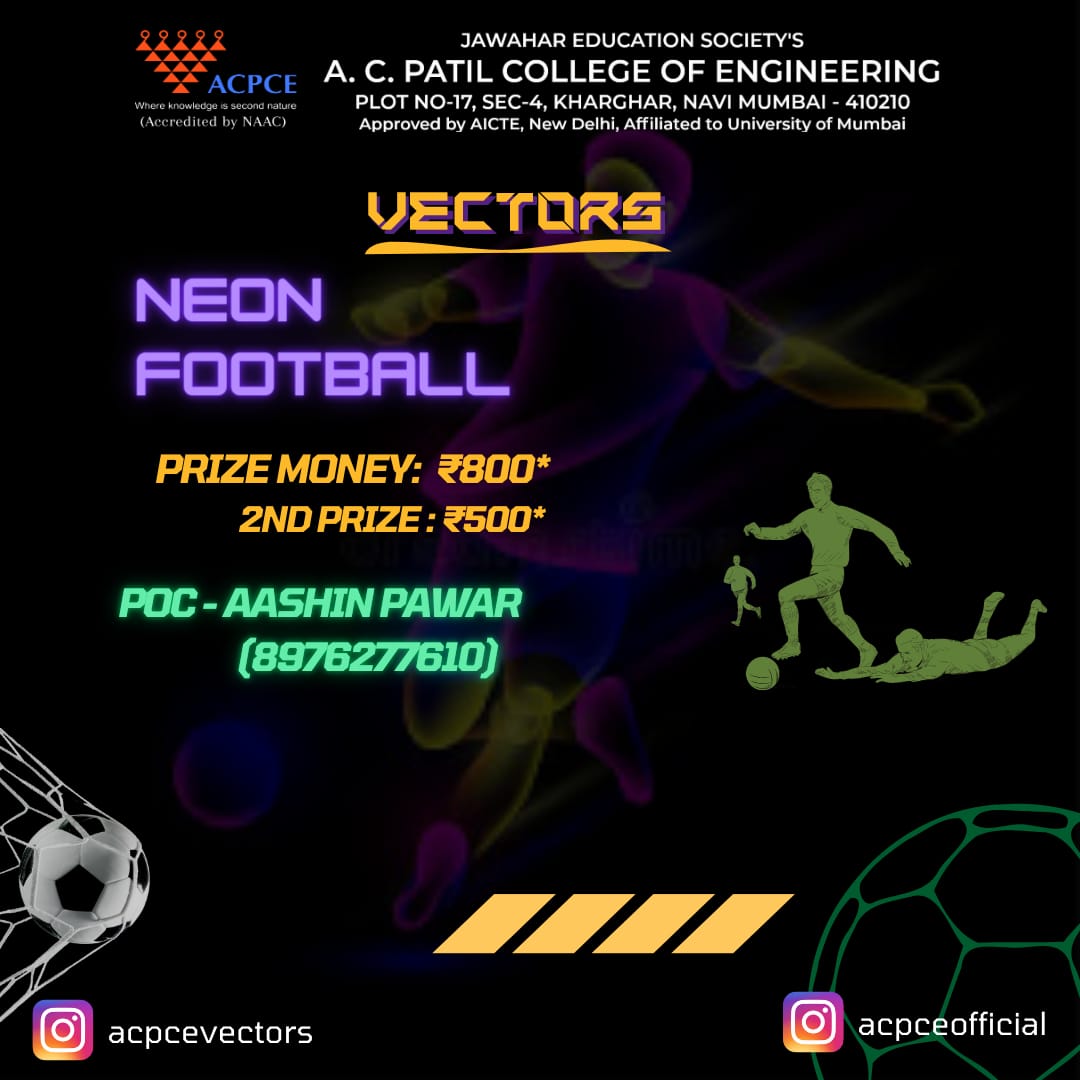 ACPCE
Where knowledge is second nature
(Accredited by NAAC)
JAWAHAR EDUCATION SOCIETY'S
A. C. PATIL COLLEGE OF ENGINEERING
PLOT NO-17, SEC-4, KHARGHAR, NAVI MUMBAI - 410210
Approved by AICTE, New Delhi, Affiliated to University of Mumbai
VECTORS
NEON
FOOTBALL
PRIZE MONEY: ₹800*
2ND PRIZE : ₹500*
POC - AASHIN PAWAR
(8976277610)
acpcevectors
acpceofficial